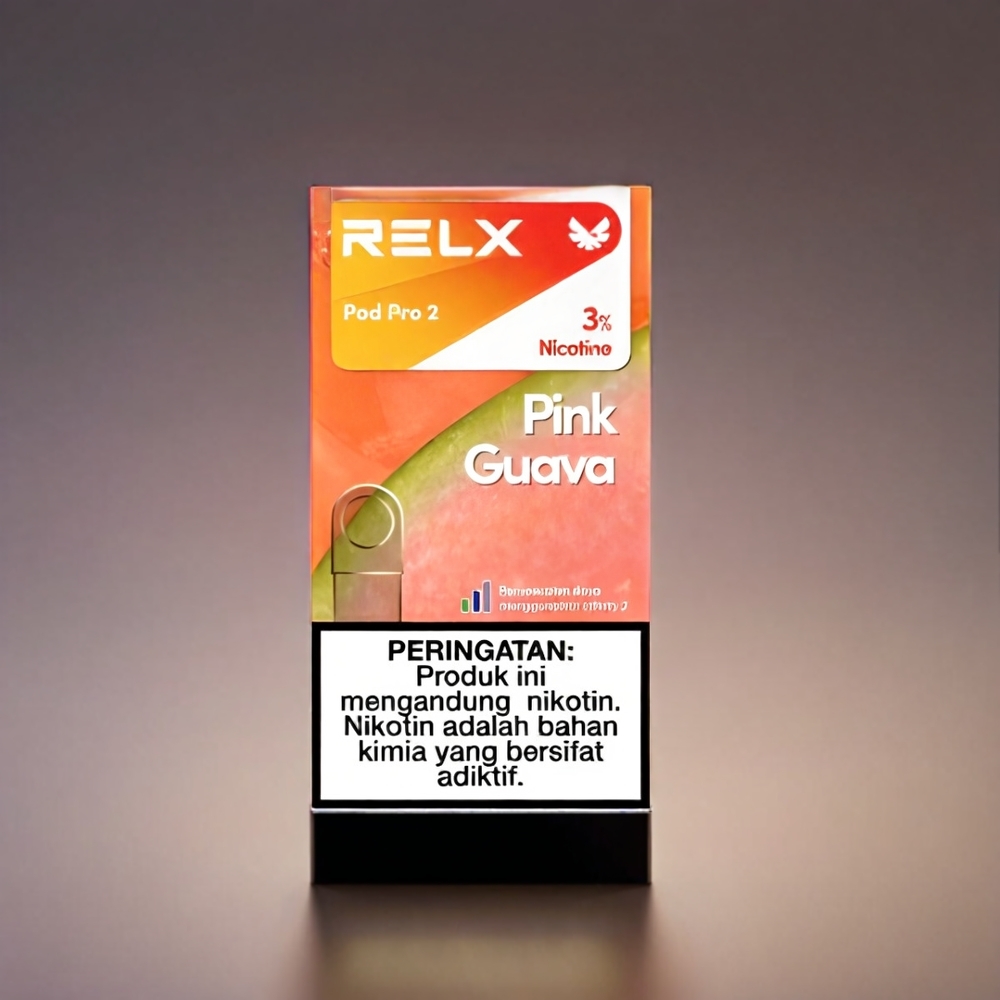 RELX
Pod Pro 2
3%
Nicotine
Pink
Guava
PERINGATAN:
Produk ini
mengandung nikotin.
Nikotin adalah bahan
kimia yang bersifat
adiktif.